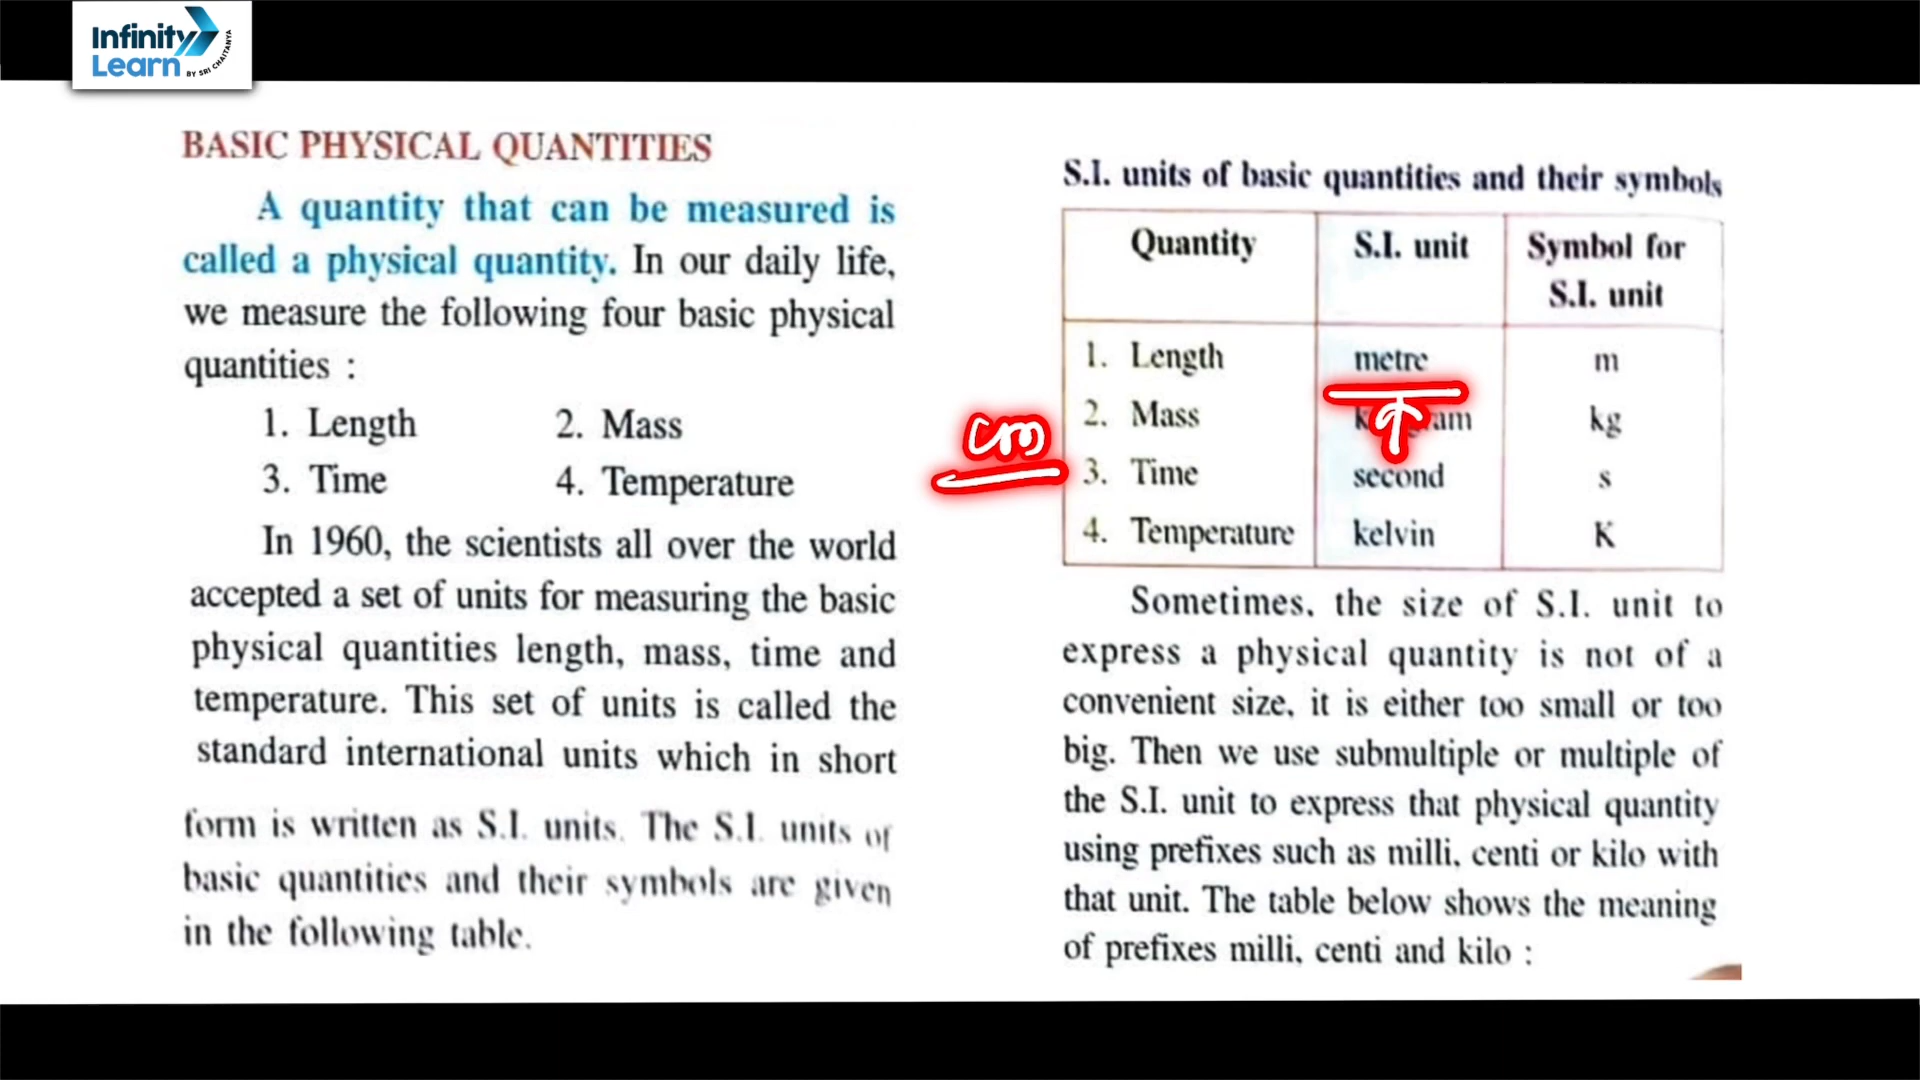 Infinity
Learn
BY SRI CHAITANYA
BASIC PHYSICAL QUANTITIES
A quantity that can be measured is
called a physical quantity. In our daily life,
we measure the following four basic physical
quantities :
1. Length 2. Mass
3. Time 4. Temperature
In 1960, the scientists all over the world
accepted a set of units for measuring the basic
physical quantities length, mass, time and
temperature. This set of units is called the
standard international units which in short
form is written as S.I. units. The S.I. units of
basic quantities and their symbols are given
in the following table.
S.I. units of basic quantities and their symbols
Quantity S.I. unit Symbol for
S.I. unit
1. Length metre m
2. Mass kg
cm
3. Time second s
4. Temperature kelvin K
Sometimes, the size of S.I. unit to
express a physical quantity is not of a
convenient size, it is either too small or too
big. Then we use submultiple or multiple of
the S.I. unit to express that physical quantity
using prefixes such as milli, centi or kilo with
that unit. The table below shows the meaning
of prefixes milli, centi and kilo :